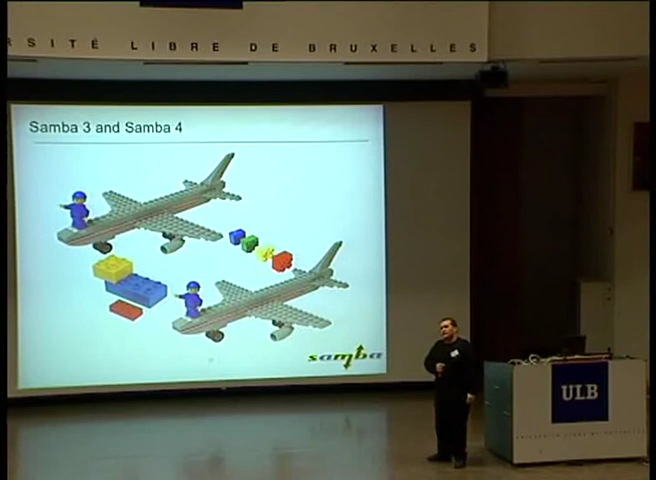 RSITÉ LIBRE DE BRUXELLES
Samba 3 and Samba 4
samba
ULB